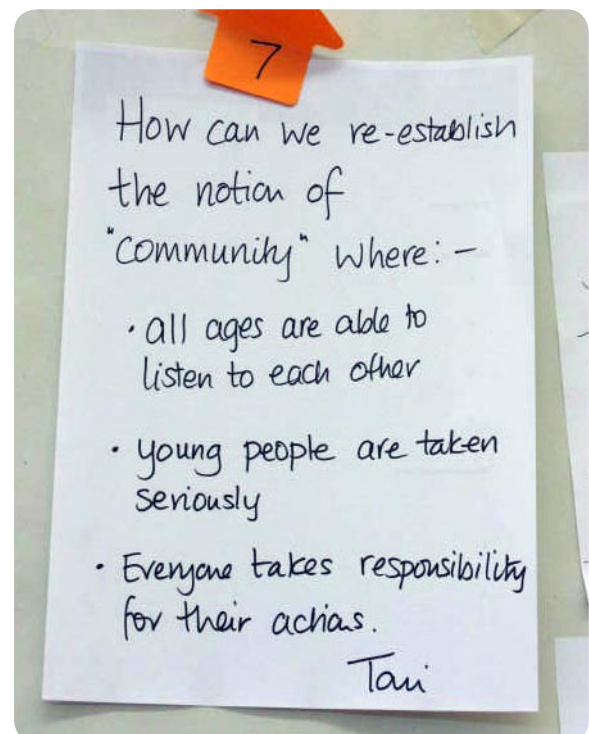 7
How can we re-establish
the notion of
"Community" where: -
· all ages are able to
listen to each other
· young people are taken
seriously
· Everyone takes responsibility
for their actions.